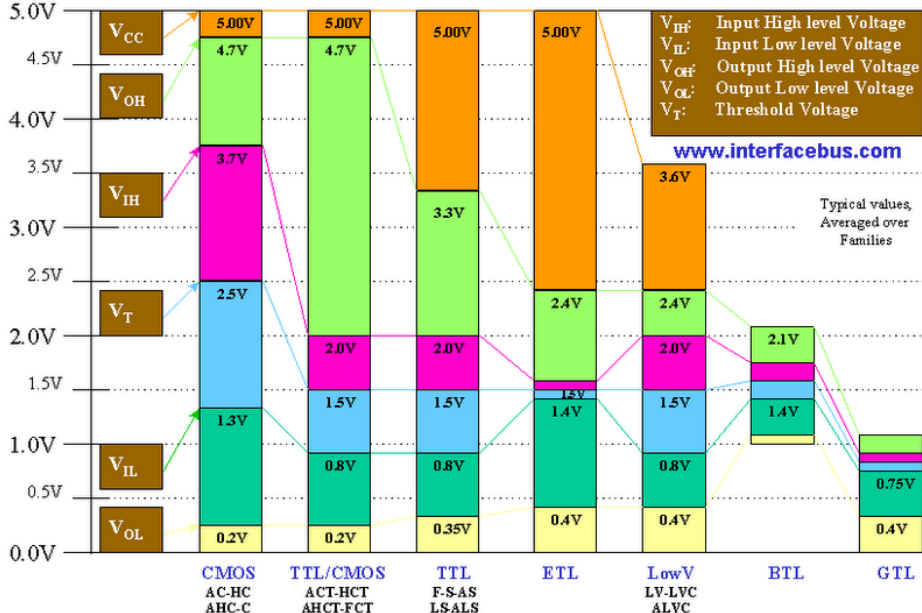 5.0V
4.5V
4.0V
3.5V
3.0V
2.5V
2.0V
1.5V
1.0V
0.5V
0.0V
VCC
VOH
VIH
VT
VIL
VOL
5.00V
4.7V
3.7V
2.5V
1.3V
0.2V
5.00V
4.7V
2.0V
1.5V
0.8V
0.2V
5.00V
3.3V
2.0V
1.5V
0.8V
0.35V
5.00V
2.4V
1.5V
1.4V
0.4V
3.6V
2.4V
2.0V
1.5V
0.8V
0.4V
2.1V
1.4V
0.75V
0.4V
VIH: Input High level Voltage
VIL: Input Low level Voltage
VOH: Output High level Voltage
VOL: Output Low level Voltage
VT: Threshold Voltage
www.interfacebus.com
Typical values,
Averaged over
Families
CMOS
AC-HC
AHC-C
TTL/CMOS
ACT-HCT
AHCT-FCT
TTL
F-S-AS
LS-ALS
ETL
LowV
LV-LVC
ALVC
BTL
GTL